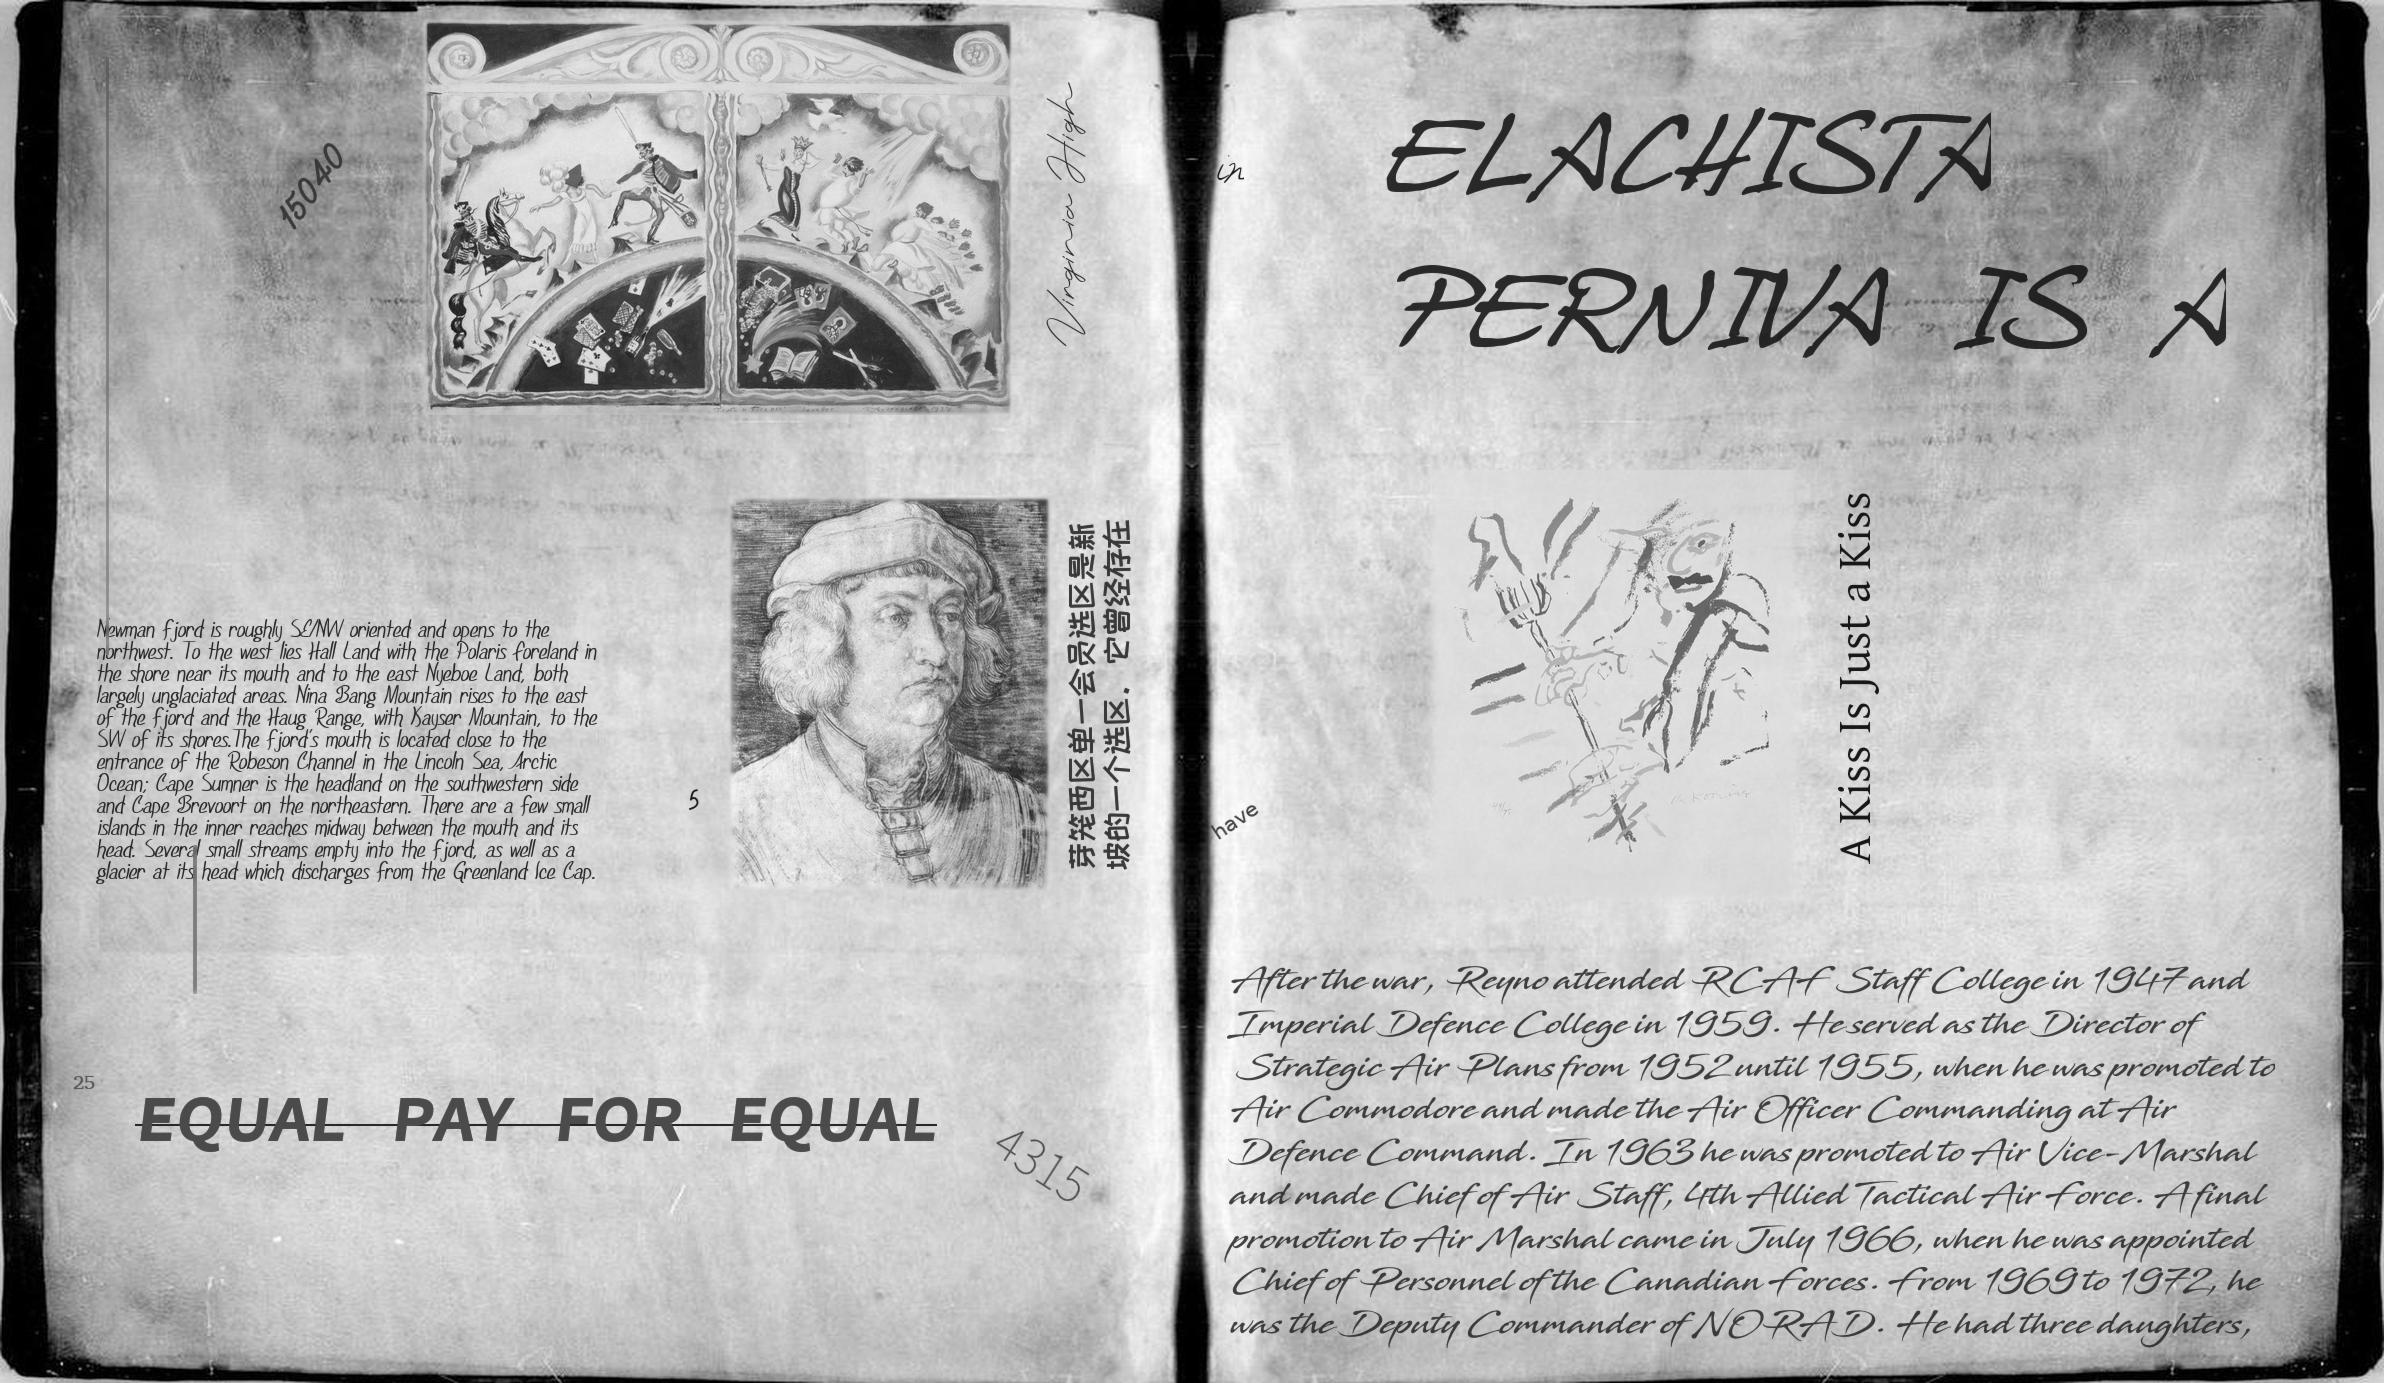 15040
Virginia High
Newman Fjord is roughly SE/NW oriented and opens to the
northwest. To the west lies Hall Land with the Polaris foreland in
the shore near its mouth and to the east Nyeboe Land, both
largely unglaciated areas. Nina Bang Mountain rises to the east
of the fjord and the Haug Range, with Kayser Mountain, to the
SW of its shores.The fjord's mouth is located close to the
entrance of the Robeson Channel in the Lincoln Sea, Arctic
Ocean; Cape Sumner is the headland on the southwestern side
and Cape Brevoort on the northeastern. There are a few small
islands in the inner reaches midway between the mouth and its
head. Several small streams empty into the fjord, as well as a
glacier at its head which discharges from the Greenland Ice Cap.
5
芽笼西区单一会员选区是新
坡的一个选区．它曾经存在
25
EQUAL PAY FOR EQUAL
4315
in
ELACHISTA
PERNIVA IS A
A Kiss Is Just a Kiss
have
After the war, Reyno attended RCAF Staff College in 1947 and
Imperial Defence College in 1959. He served as the Director of
Strategic Air Plans from 1952 until 1955, when he was promoted to
Air Commodore and made the Air Officer Commanding at Air
Defence Command. In 1963 he was promoted to Air Vice-Marshal
and made Chief of Air Staff, 4th Allied Tactical Air Force. A final
promotion to Air Marshal came in July 1966, when he was appointed
Chief of Personnel of the Canadian Forces. From 1969 to 1972, he
was the Deputy Commander of NORAD. He had three daughters,